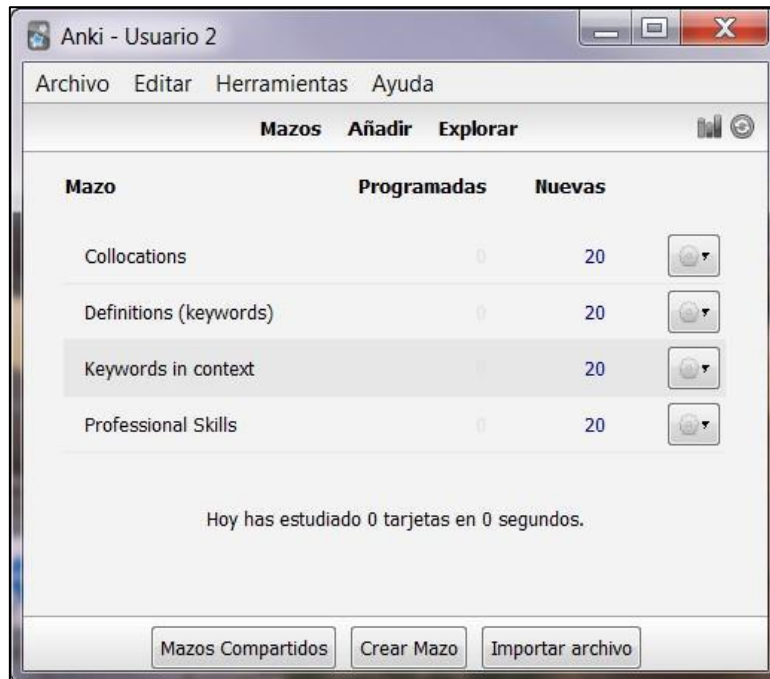 Anki - Usuario 2
Archivo Editar Herramientas Ayuda
Mazos Añadir Explorar
Mazo Programadas Nuevas
Collocations 0 20
Definitions (keywords) 0 20
Keywords in context 0 20
Professional Skills 0 20
Hoy has estudiado 0 tarjetas en 0 segundos.
Mazos Compartidos Crear Mazo Importar archivo